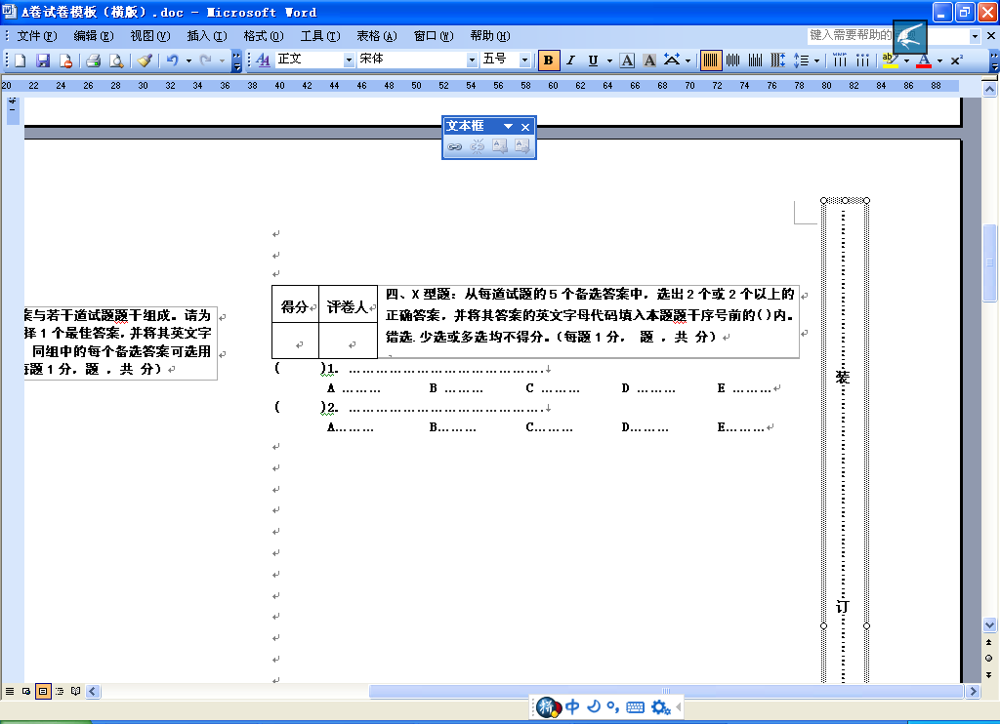 A卷试卷模板（横版）.doc - Microsoft Word
文件(F) 编辑(E) 视图(V) 插入(I) 格式(O) 工具(T) 表格(A) 窗口(W) 帮助(H) 键入需要帮助的
正文 宋体 五号 B I U A A A
20 22 24 26 28 30 32 34 36 38 40 42 44 46 48 50 52 54 56 58 60 62 64 66 68 70 72 74 76 78 80 82 84 86 88
文本框
得分 评卷人
四、X 型题：从每道试题的 5 个备选答案中，选出 2 个或 2 个以上的
正确答案，并将其答案的英文字母代码填入本题题干序号前的()内。
错选.少选或多选均不得分。（每题 1 分， 题 ，共 分）
案与若干道试题题干组成。请为
择 1 个最佳答案，并将其英文字
同组中的每个备选答案可选用
每题 1 分，题 ，共 分）
( )1. …………………………………….
A ……… B ……… C ……… D ……… E ………
( )2. …………………………………….
A……… B……… C……… D……… E………
装
订
中